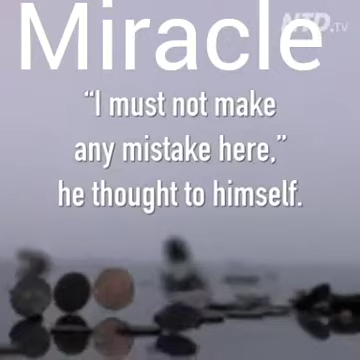 Miracle
NTD.TV
“I must not make
any mistake here,”
he thought to himself.